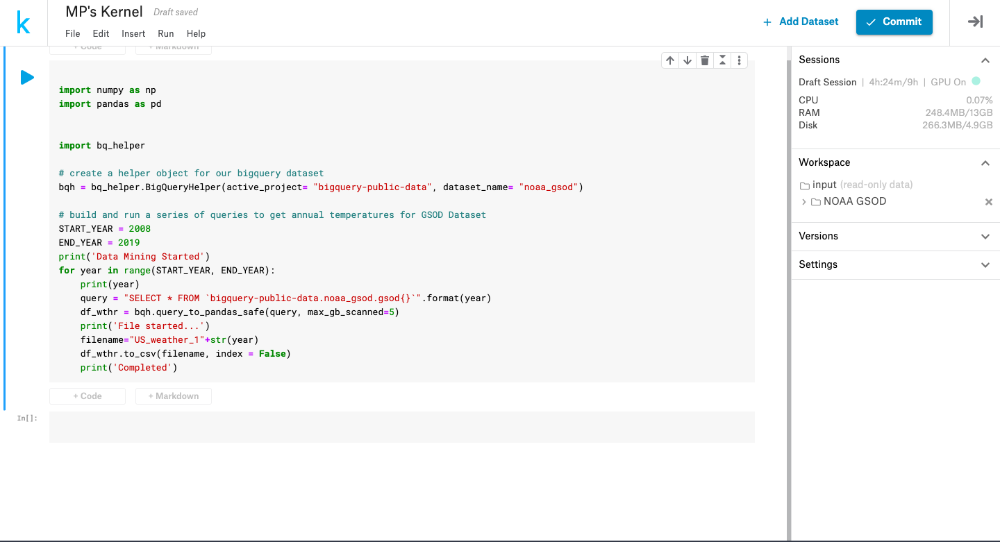 k
MP's Kernel Draft saved
File Edit Insert Run Help
+ Add Dataset
Commit
+ Code + Markdown
import numpy as np
import pandas as pd
import bq_helper
# create a helper object for our bigquery dataset
bqh = bq_helper.BigQueryHelper(active_project= "bigquery-public-data", dataset_name= "noaa_gsod")
# build and run a series of queries to get annual temperatures for GSOD Dataset
START_YEAR = 2008
END_YEAR = 2019
print('Data Mining Started')
for year in range(START_YEAR, END_YEAR):
    print(year)
    query = "SELECT * FROM `bigquery-public-data.noaa_gsod.gsod{}`".format(year)
    df_wthr = bqh.query_to_pandas_safe(query, max_gb_scanned=5)
    print('File started...')
    filename="US_weather_1"+str(year)
    df_wthr.to_csv(filename, index = False)
    print('Completed')
+ Code + Markdown
In[]:
Sessions
Draft Session | 4h:24m/9h | GPU On
CPU 0.07%
RAM 248.4MB/13GB
Disk 266.3MB/4.9GB
Workspace
input (read-only data)
NOAA GSOD
Versions
Settings